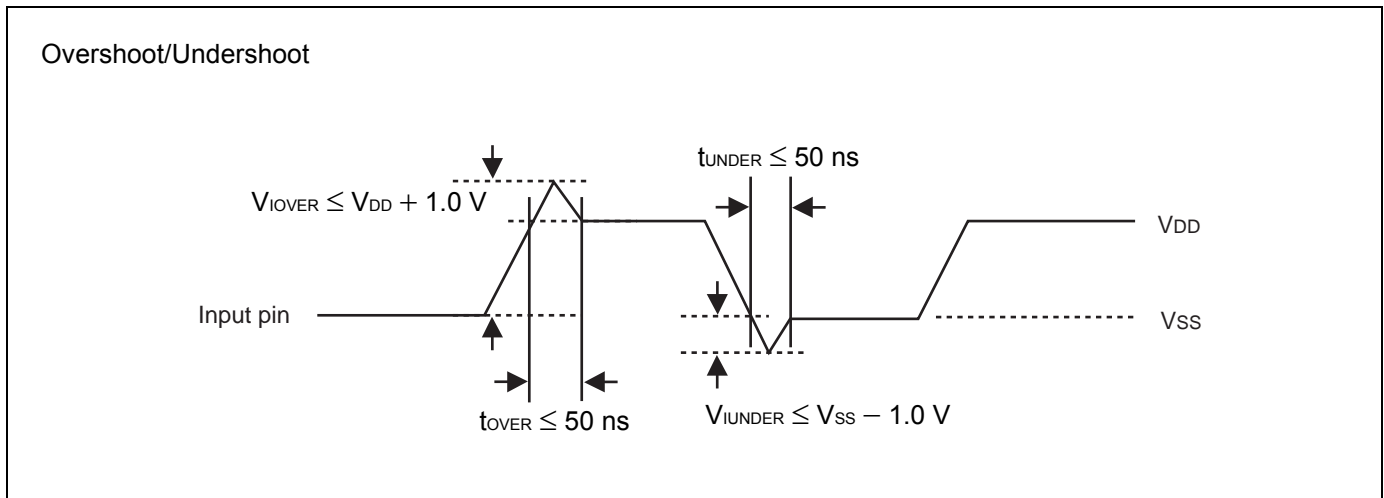 Overshoot/Undershoot
tUNDER ≤ 50 ns
VIOVER ≤ VDD + 1.0 V
VDD
Input pin
VSS
tOVER ≤ 50 ns
VIUNDER ≤ VSS − 1.0 V